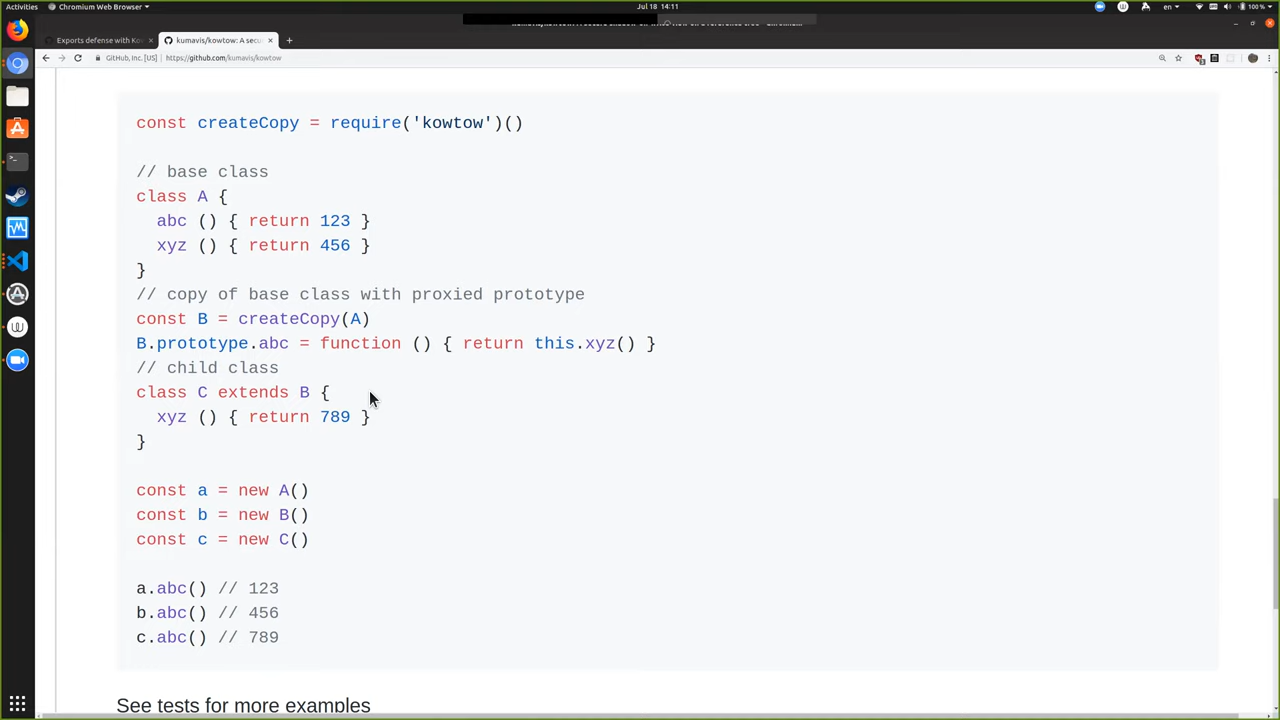 Activities
Chromium Web Browser
Jul 18 14:11
en
100 %
Exports defense with Ko
kumavis/kowtow: A secu
GitHub, Inc. [US]
https://github.com/kumavis/kowtow
const createCopy = require('kowtow')()
// base class
class A {
abc () { return 123 }
xyz () { return 456 }
}
// copy of base class with proxied prototype
const B = createCopy(A)
B.prototype.abc = function () { return this.xyz() }
// child class
class C extends B {
xyz () { return 789 }
}
const a = new A()
const b = new B()
const c = new C()
a.abc() // 123
b.abc() // 456
c.abc() // 789
See tests for more examples